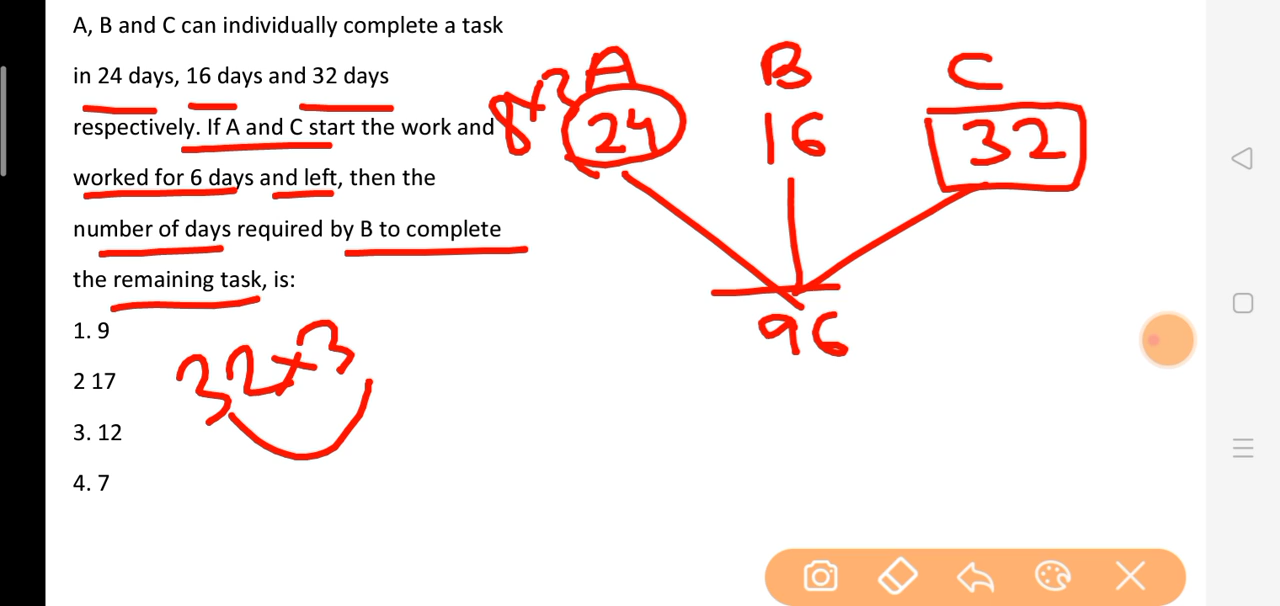 A, B and C can individually complete a task
in 24 days, 16 days and 32 days
respectively. If A and C start the work and
worked for 6 days and left, then the
number of days required by B to complete
the remaining task, is:
1. 9
2 17
3. 12
4. 7
A B C
8×3 24 16 32
96
32×3